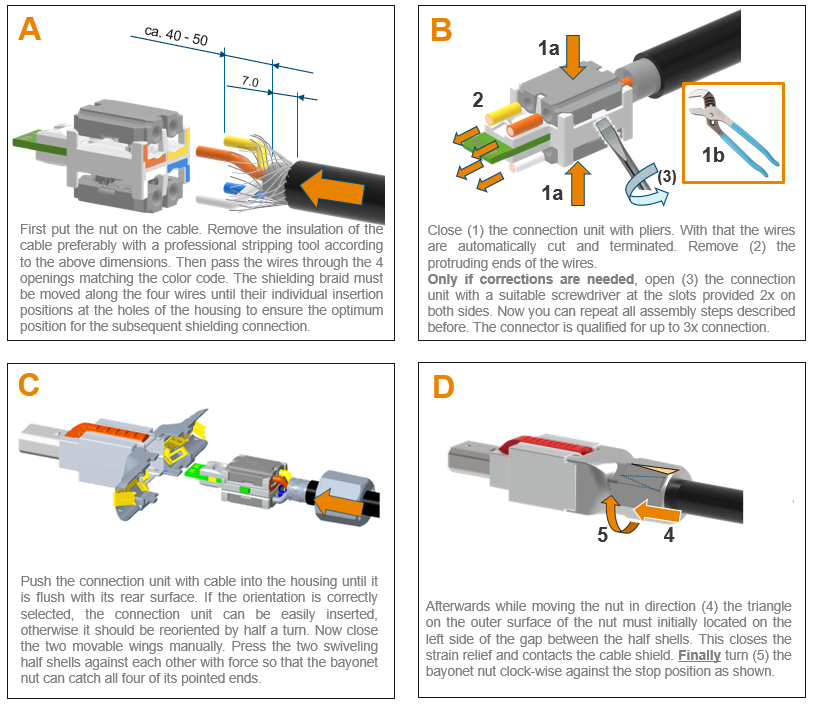 A
ca. 40 - 50
7.0
First put the nut on the cable. Remove the insulation of the
cable preferably with a professional stripping tool according
to the above dimensions. Then pass the wires through the 4
openings matching the color code. The shielding braid must
be moved along the four wires until their individual insertion
positions at the holes of the housing to ensure the optimum
position for the subsequent shielding connection.
B
1a
2
1b
(3)
1a
Close (1) the connection unit with pliers. With that the wires
are automatically cut and terminated. Remove (2) the
protruding ends of the wires.
Only if corrections are needed, open (3) the connection
unit with a suitable screwdriver at the slots provided 2x on
both sides. Now you can repeat all assembly steps described
before. The connector is qualified for up to 3x connection.
C
Push the connection unit with cable into the housing until it
is flush with its rear surface. If the orientation is correctly
selected, the connection unit can be easily inserted,
otherwise it should be reoriented by half a turn. Now close
the two movable wings manually. Press the two swiveling
half shells against each other with force so that the bayonet
nut can catch all four of its pointed ends.
D
5
4
Afterwards while moving the nut in direction (4) the triangle
on the outer surface of the nut must initially located on the
left side of the gap between the half shells. This closes the
strain relief and contacts the cable shield. Finally turn (5) the
bayonet nut clock-wise against the stop position as shown.